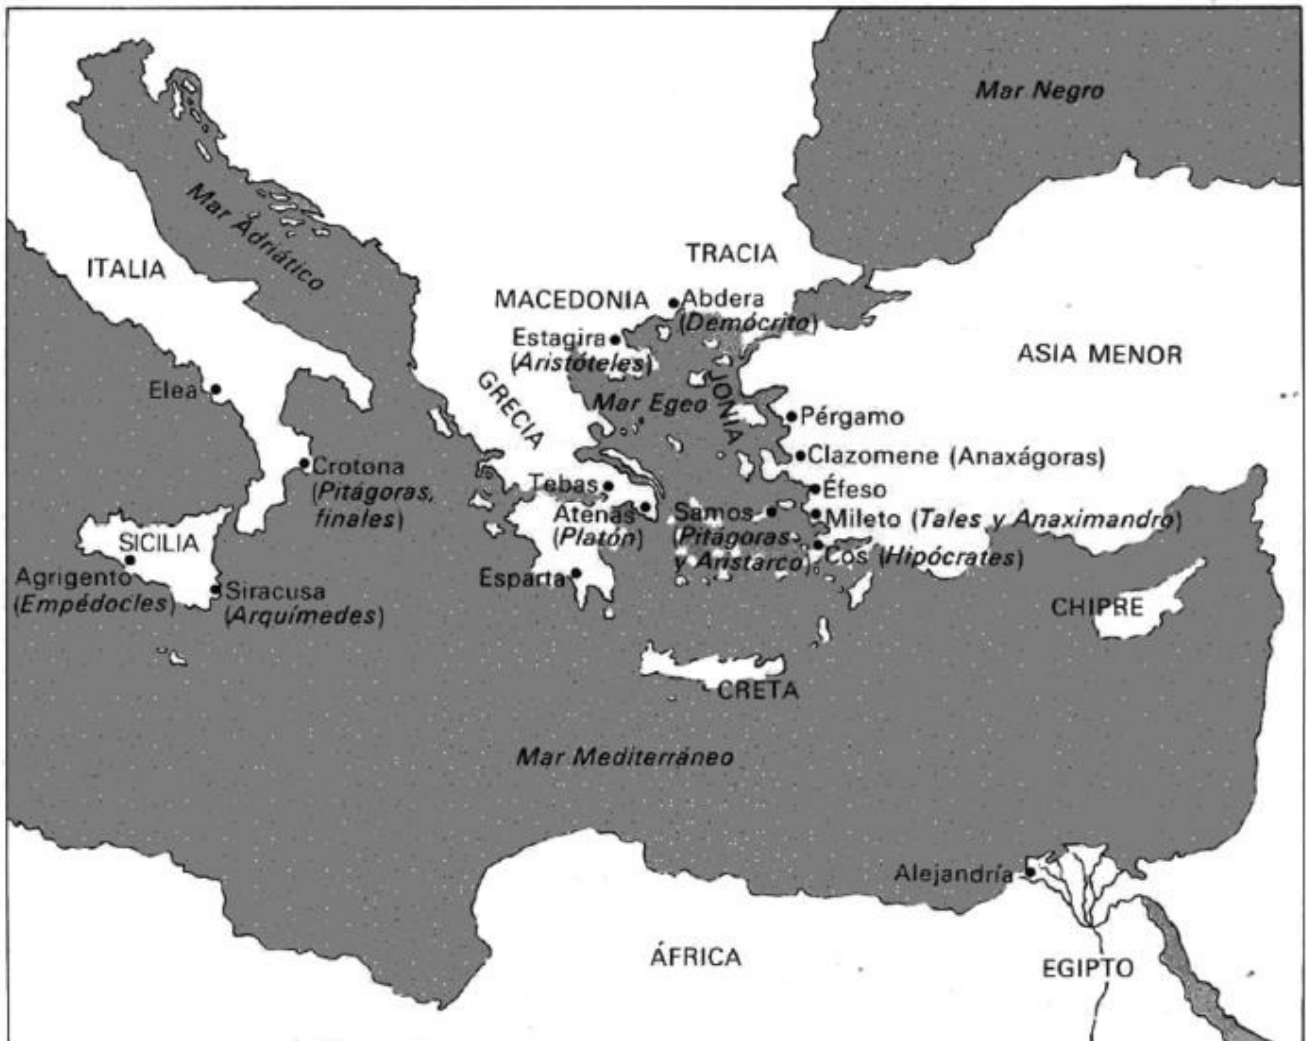 Mar Negro
Mar Adriático
ITALIA
TRACIA
MACEDONIA
Abdera
(Demócrito)
Estagira
(Aristóteles)
ASIA MENOR
GRECIA
Mar Egeo
JONIA
Elea
Pérgamo
Crotona
(Pitágoras,
finales)
Clazomene (Anaxágoras)
Tebas
Éfeso
Atenas
(Platón)
Samos
(Pitágoras
y Aristarco)
Mileto (Tales y Anaximandro)
SICILIA
Cos (Hipócrates)
Agrigento
(Empédocles)
Siracusa
(Arquímedes)
Esparta
CHIPRE
CRETA
Mar Mediterráneo
Alejandría
ÁFRICA
EGIPTO